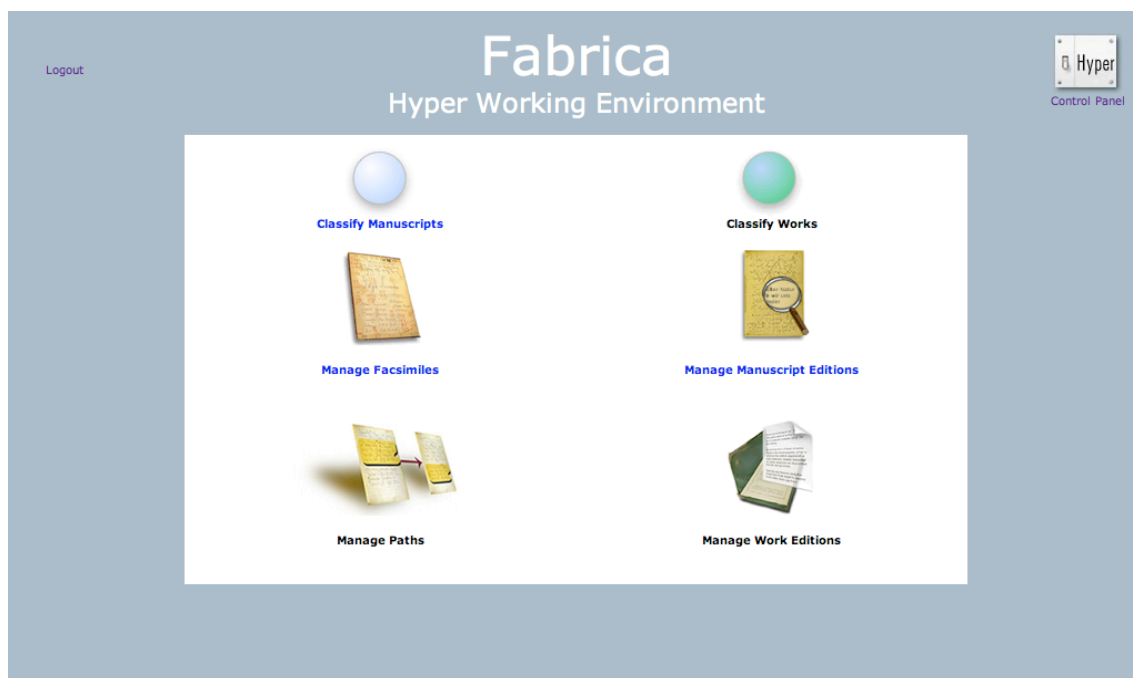 Logout
Fabrica
Hyper Working Environment
Hyper
Control Panel
Classify Manuscripts
Classify Works
Manage Facsimiles
Manage Manuscript Editions
Manage Paths
Manage Work Editions